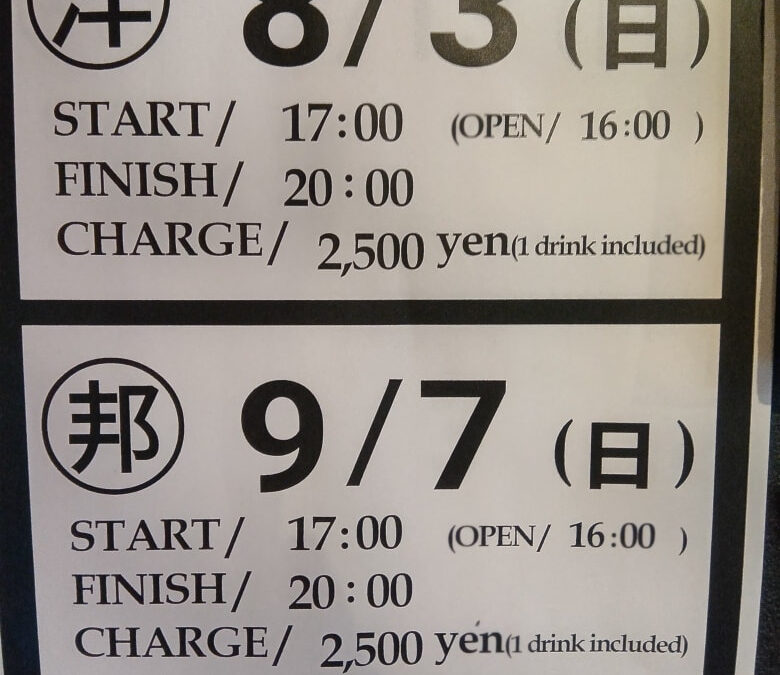 洋 8/3 (日)
START/ 17:00 (OPEN/ 16:00 )
FINISH/ 20:00
CHARGE/ 2,500 yen(1 drink included)
邦 9/7 (日)
START/ 17:00 (OPEN/ 16:00 )
FINISH/ 20:00
CHARGE/ 2,500 yen(1 drink included)